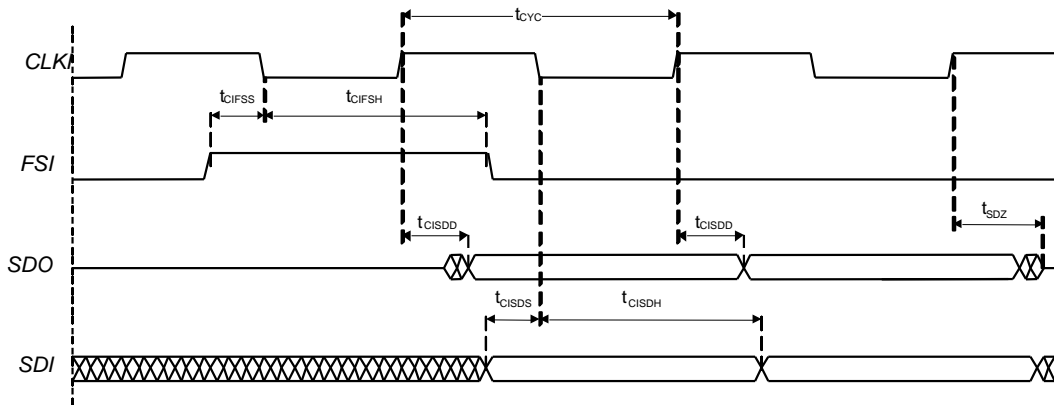 tCYC
CLKI
tCIFSS tCIFSH
FSI
tCISDD tCISDD tSDZ
SDO
tCISDS tCISDH
SDI